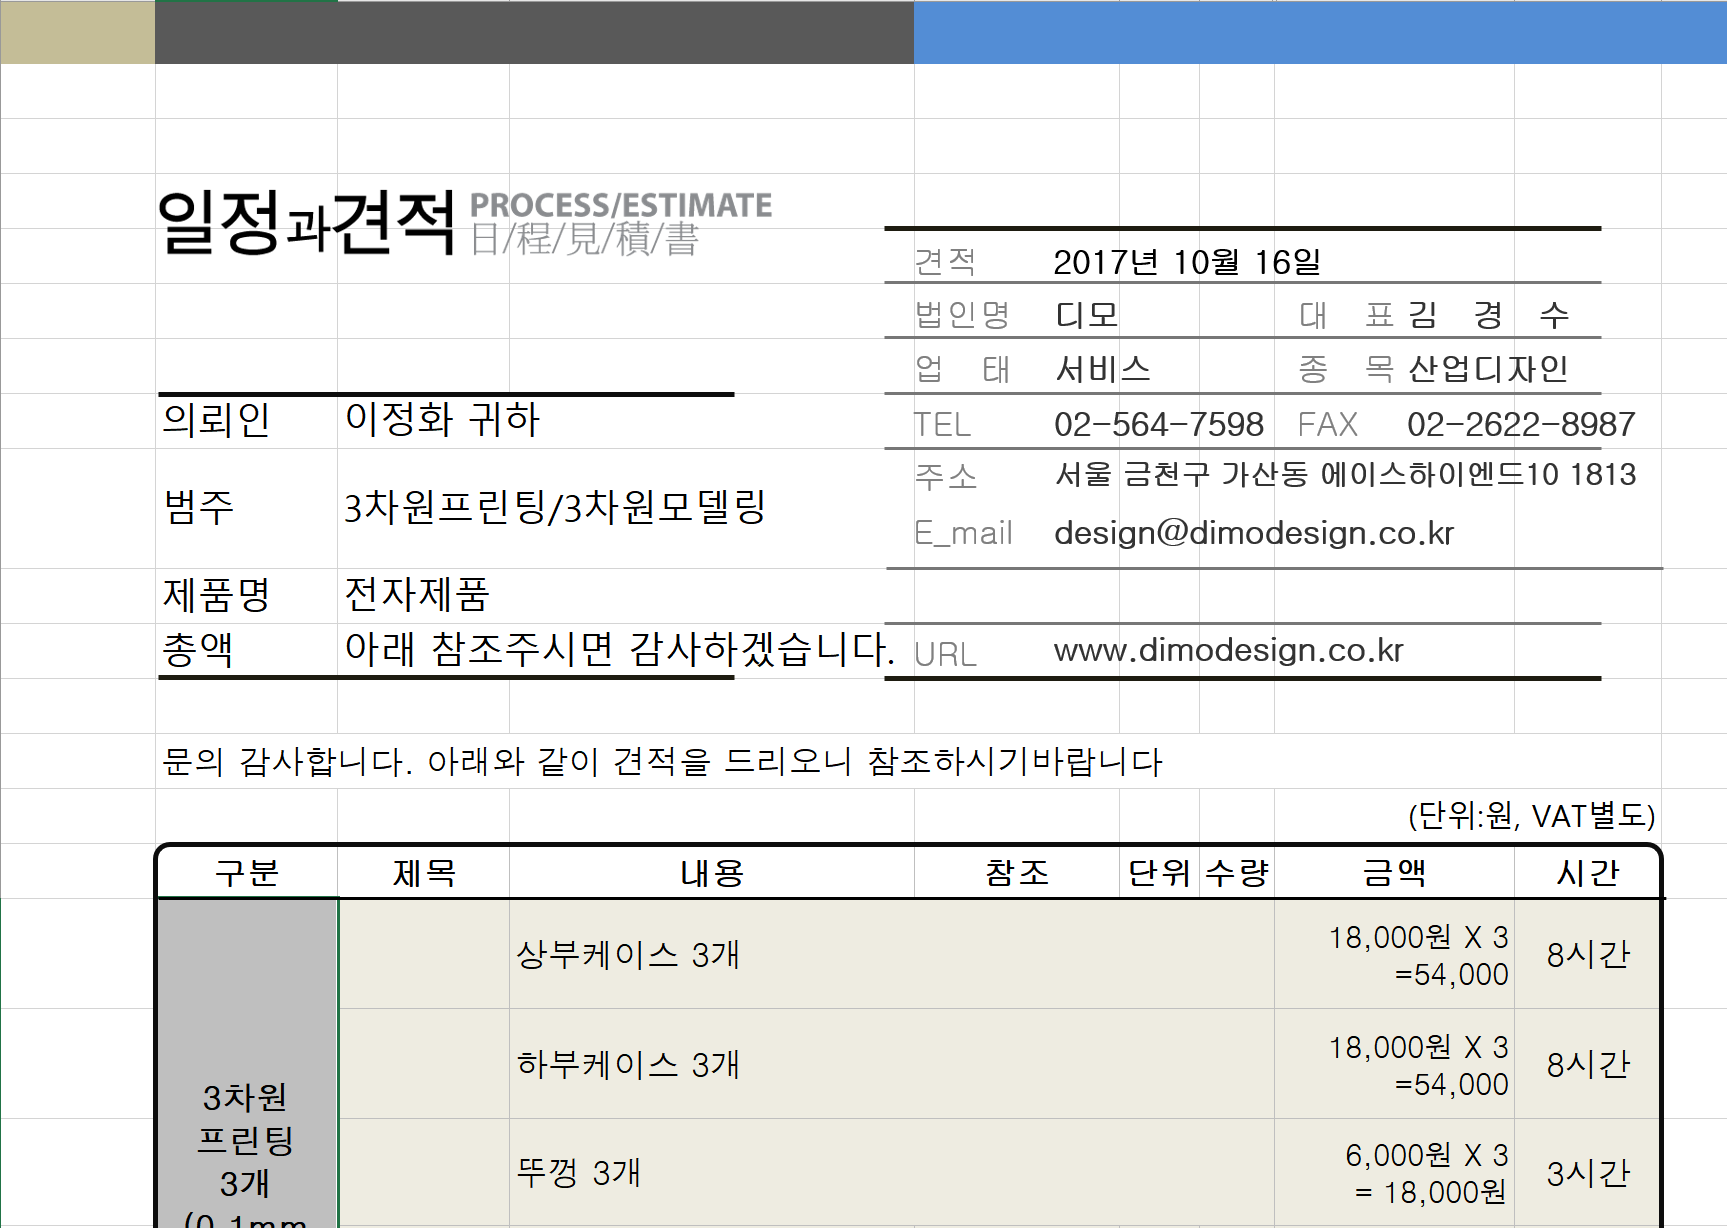 일정과견적 PROCESS/ESTIMATE
日/程/見/積/書
견적 2017년 10월 16일
법인명 디모 대 표 김 경 수
업 태 서비스 종 목 산업디자인
의뢰인 이정화 귀하
TEL 02-564-7598 FAX 02-2622-8987
주소 서울 금천구 가산동 에이스하이엔드10 1813
범주 3차원프린팅/3차원모델링
E_mail design@dimodesign.co.kr
제품명 전자제품
총액 아래 참조주시면 감사하겠습니다.
URL www.dimodesign.co.kr
문의 감사합니다. 아래와 같이 견적을 드리오니 참조하시기바랍니다
(단위:원, VAT별도)
구분 제목 내용 참조 단위 수량 금액 시간
상부케이스 3개 18,000원 X 3
=54,000 8시간
하부케이스 3개 18,000원 X 3
=54,000 8시간
뚜껑 3개 6,000원 X 3
= 18,000원 3시간
3차원
프린팅
3개
(0.1mm